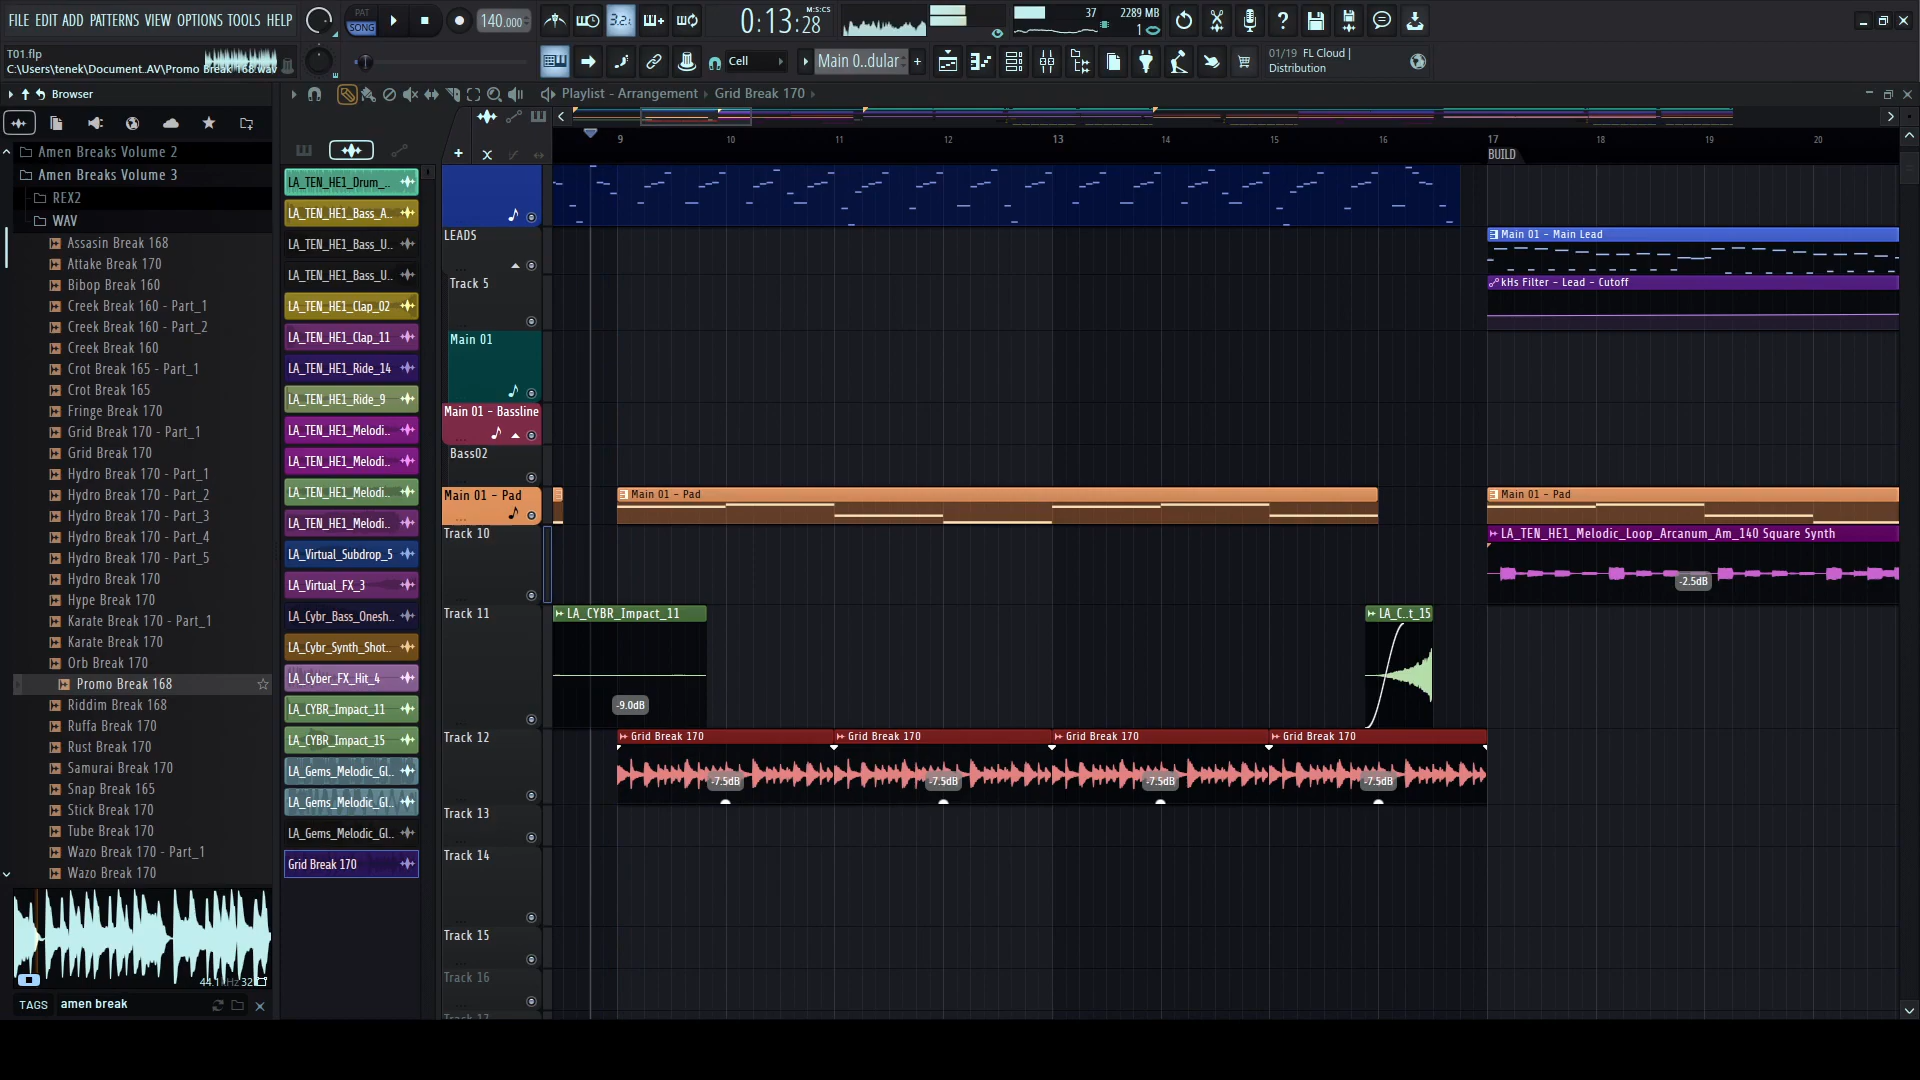 FILE EDIT ADD PATTERNS VIEW OPTIONS TOOLS HELP
PAT
SONG
140.000
3.2.
0:13:28
M:S:CS
37
2289 MB
1
T01.flp
C:\Users\tenek\Document..AV\Promo Break 168.wav
Cell
Main 0..dular
01/19 FL Cloud |
Distribution
Browser
Playlist - Arrangement › Grid Break 170 ›
Amen Breaks Volume 2
Amen Breaks Volume 3
REX2
WAV
Assasin Break 168
Attake Break 170
Bibop Break 160
Creek Break 160 - Part_1
Creek Break 160 - Part_2
Creek Break 160
Crot Break 165 - Part_1
Crot Break 165
Fringe Break 170
Grid Break 170 - Part_1
Grid Break 170
Hydro Break 170 - Part_1
Hydro Break 170 - Part_2
Hydro Break 170 - Part_3
Hydro Break 170 - Part_4
Hydro Break 170 - Part_5
Hydro Break 170
Hype Break 170
Karate Break 170 - Part_1
Karate Break 170
Orb Break 170
Promo Break 168
Riddim Break 168
Ruffa Break 170
Rust Break 170
Samurai Break 170
Snap Break 165
Stick Break 170
Tube Break 170
Wazo Break 170 - Part_1
Wazo Break 170
TAGS
amen break
LA_TEN_HE1_Drum_..
LA_TEN_HE1_Bass_A..
LA_TEN_HE1_Bass_U..
LA_TEN_HE1_Bass_U..
LA_TEN_HE1_Clap_02
LA_TEN_HE1_Clap_11
LA_TEN_HE1_Ride_14
LA_TEN_HE1_Ride_9
LA_TEN_HE1_Melodi..
LA_TEN_HE1_Melodi..
LA_TEN_HE1_Melodi..
LA_TEN_HE1_Melodi..
LA_Virtual_Subdrop_5
LA_Virtual_FX_3
LA_Cybr_Bass_Onesh..
LA_Cybr_Synth_Shot..
LA_Cyber_FX_Hit_4
LA_CYBR_Impact_11
LA_CYBR_Impact_15
LA_Gems_Melodic_Gl..
LA_Gems_Melodic_Gl..
LA_Gems_Melodic_Gl..
Grid Break 170
9 10 11 12 13 14 15 16 17 18 19 20
BUILD
LEADS
Track 5
Main 01
Main 01 - Bassline
Bass02
Main 01 - Pad
Track 10
Track 11
Track 12
Track 13
Track 14
Track 15
Track 16
Main 01 - Main Lead
kHs Filter - Lead - Cutoff
Main 01 - Pad
Main 01 - Pad
LA_TEN_HE1_Melodic_Loop_Arcanum_Am_140 Square Synth
-2.5dB
LA_CYBR_Impact_11
-9.0dB
LA_C..t_15
Grid Break 170
Grid Break 170
Grid Break 170
Grid Break 170
-7.5dB
-7.5dB
-7.5dB
-7.5dB